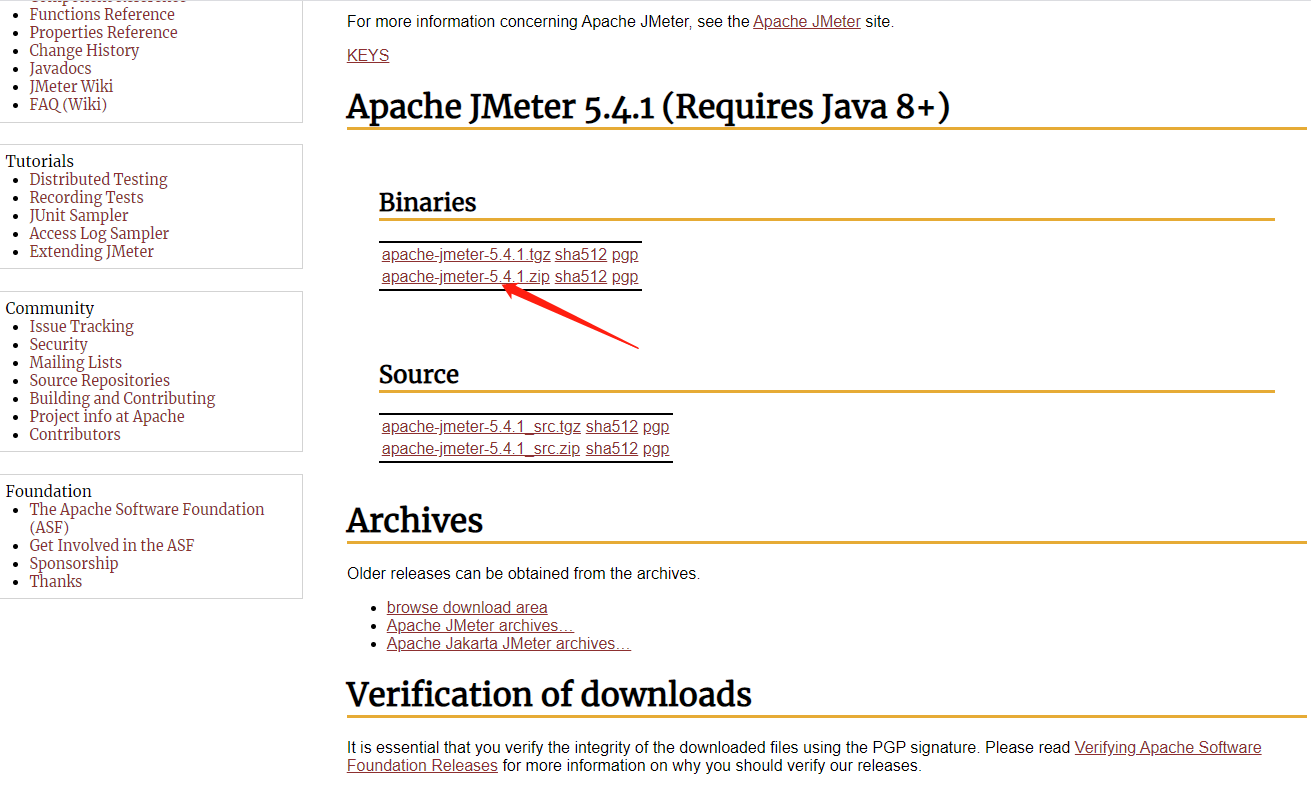 Functions Reference
Properties Reference
Change History
Javadocs
JMeter Wiki
FAQ (Wiki)
Tutorials
Distributed Testing
Recording Tests
JUnit Sampler
Access Log Sampler
Extending JMeter
Community
Issue Tracking
Security
Mailing Lists
Source Repositories
Building and Contributing
Project info at Apache
Contributors
Foundation
The Apache Software Foundation
(ASF)
Get Involved in the ASF
Sponsorship
Thanks
For more information concerning Apache JMeter, see the Apache JMeter site.
KEYS
Apache JMeter 5.4.1 (Requires Java 8+)
Binaries
apache-jmeter-5.4.1.tgz sha512 pgp
apache-jmeter-5.4.1.zip sha512 pgp
Source
apache-jmeter-5.4.1_src.tgz sha512 pgp
apache-jmeter-5.4.1_src.zip sha512 pgp
Archives
Older releases can be obtained from the archives.
browse download area
Apache JMeter archives…
Apache Jakarta JMeter archives…
Verification of downloads
It is essential that you verify the integrity of the downloaded files using the PGP signature. Please read Verifying Apache Software
Foundation Releases for more information on why you should verify our releases.